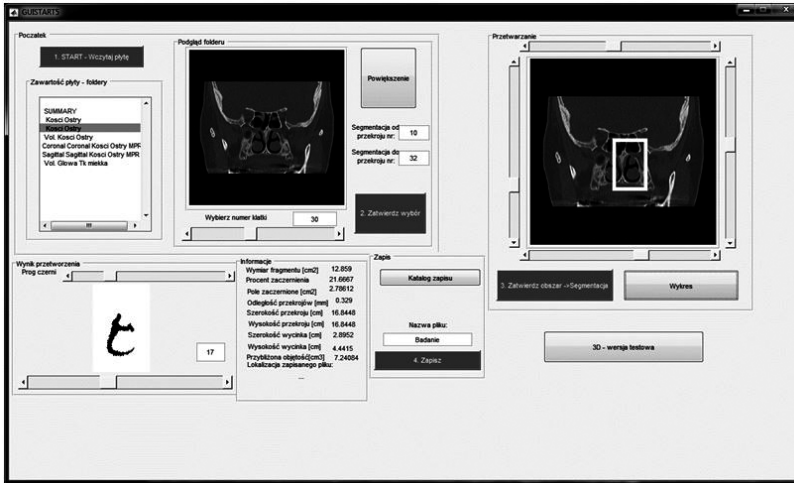 GUISTART5
Początek
1. START - Wczytaj płytę
Zawartość płyty - foldery
SUMMARY
Kosci Ostry
Kosci Ostry
Vol. Kosci Ostry
Coronal Coronal Kosci Ostry MPR
Sagittal Sagittal Kosci Ostry MPR
Vol. Glowa Tk miekka
Podgląd folderu
Powiększenie
Segmentacja od
przekroju nr:
10
Segmentacja do
przekroju nr:
32
Wybierz numer klatki
30
2. Zatwierdz wybór
Przetwarzanie
3. Zatwierdz obszar ->Segmentacja
Wykres
3D - wersja testowa
Wynik przetworzenia
Prog czerni
17
Informacje
Wymiar fragmentu [cm2] 12.859
Procent zaczernienia 21.6667
Pole zaczernione [cm2] 2.78612
Odległość przekrojów [mm] 0.329
Szerokość przekroju [cm] 16.8448
Wysokość przekroju [cm] 16.8448
Szerokość wycinka [cm] 2.8952
Wysokość wycinka [cm] 4.4415
Przybliżona objętość[cm3] 7.24084
Lokalizacja zapisanego pliku:
...
Zapis
Katalog zapisu
Nazwa pliku:
Badanie
4. Zapisz